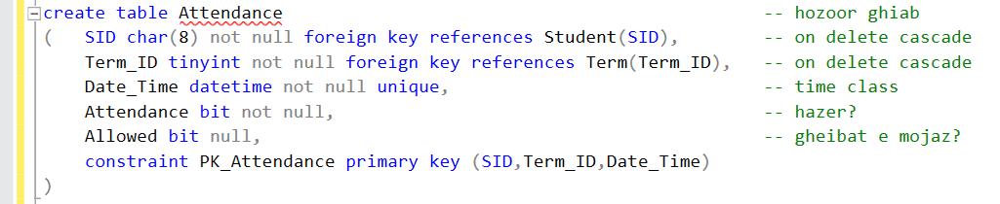 create table Attendance -- hozoor ghiab
( SID char(8) not null foreign key references Student(SID), -- on delete cascade
Term_ID tinyint not null foreign key references Term(Term_ID), -- on delete cascade
Date_Time datetime not null unique, -- time class
Attendance bit not null, -- hazer?
Allowed bit null, -- gheibat e mojaz?
constraint PK_Attendance primary key (SID,Term_ID,Date_Time)
)